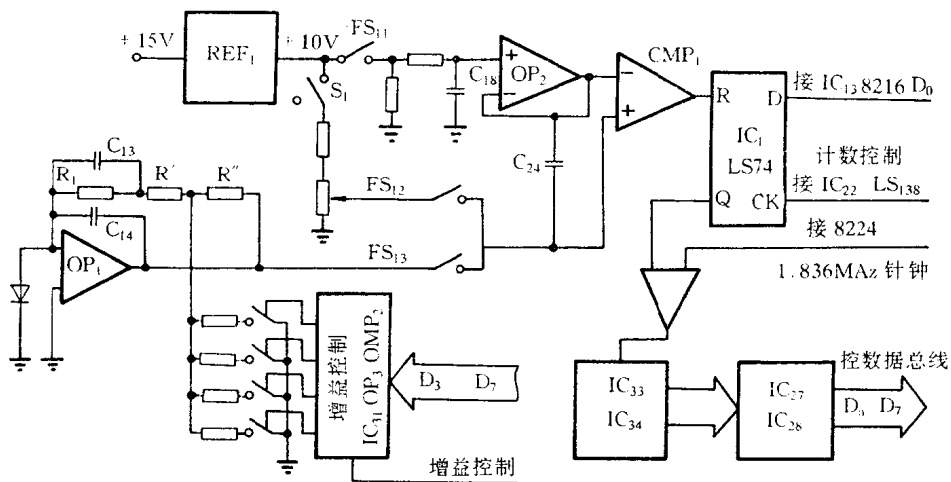 +15V
REF₁
+10V
FS₁₁
S₁
C₁₈
OP₂
CMP₁
R D
IC₁
LS74
Q CK
接 IC₁₃ 8216 D₀
计数控制
接 IC₂₂ LS₁₃₈
接 8224
1.836MAz 针钟
C₂₄
C₁₃
R₁
R′
R″
C₁₄
OP₁
FS₁₂
FS₁₃
增益控制
IC₃₁ OP₃ OMP₂
D₃ D₇
增益控制
IC₃₃
IC₃₄
IC₂₇
IC₂₈
控数据总线
D₀ D₇